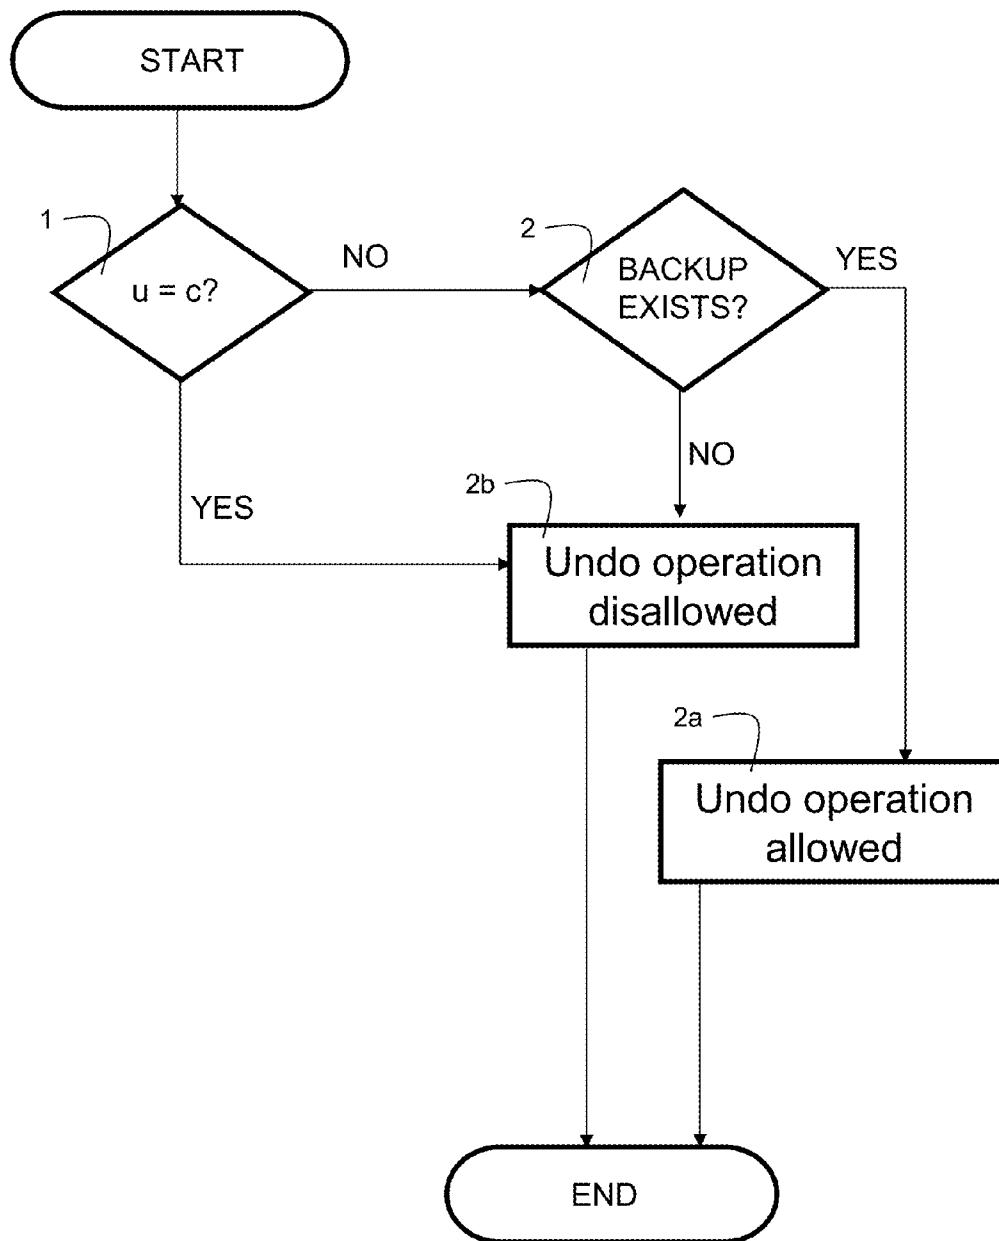 START
1
u = c?
NO
2
BACKUP
EXISTS?
YES
NO
YES
2b
Undo operation
disallowed
2a
Undo operation
allowed
END